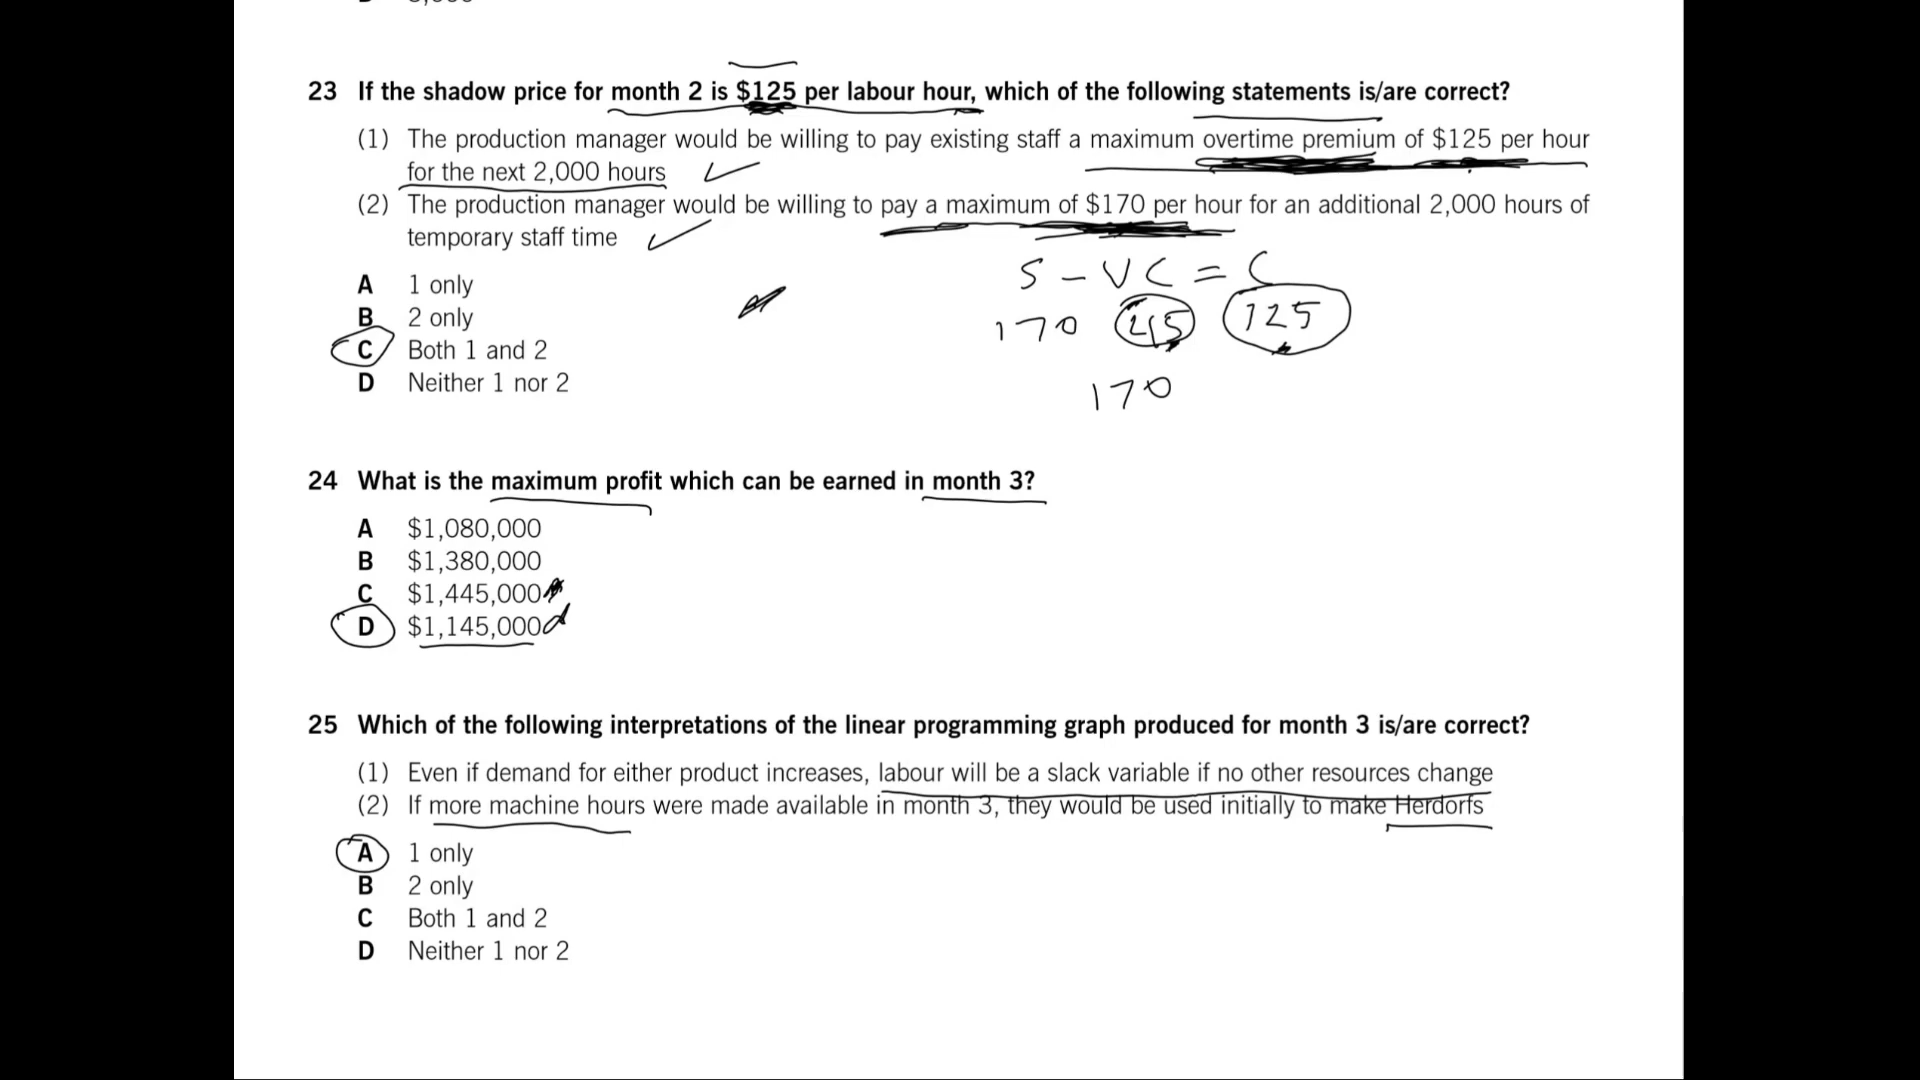 23 If the shadow price for month 2 is $125 per labour hour, which of the following statements is/are correct?
(1) The production manager would be willing to pay existing staff a maximum overtime premium of $125 per hour
for the next 2,000 hours
(2) The production manager would be willing to pay a maximum of $170 per hour for an additional 2,000 hours of
temporary staff time
S - VC = C
170 45 125
170
A 1 only
B 2 only
C Both 1 and 2
D Neither 1 nor 2
24 What is the maximum profit which can be earned in month 3?
A $1,080,000
B $1,380,000
C $1,445,000
D $1,145,000
25 Which of the following interpretations of the linear programming graph produced for month 3 is/are correct?
(1) Even if demand for either product increases, labour will be a slack variable if no other resources change
(2) If more machine hours were made available in month 3, they would be used initially to make Herdorfs
A 1 only
B 2 only
C Both 1 and 2
D Neither 1 nor 2